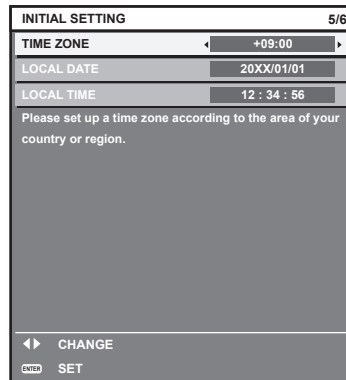 INITIAL SETTING 5/6
TIME ZONE +09:00
LOCAL DATE 20XX/01/01
LOCAL TIME 12 : 34 : 56
Please set up a time zone according to the area of your
country or region.
CHANGE
ENTER SET